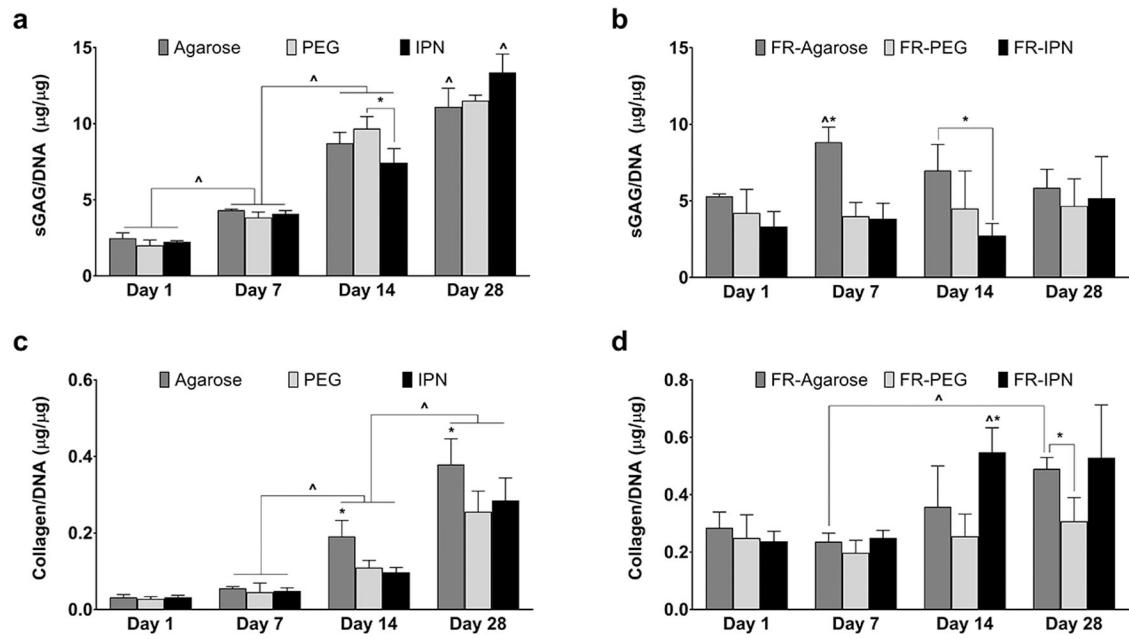 a
Agarose PEG IPN
sGAG/DNA (µg/µg)
15
10
5
0
^
^
*
^
^
Day 1 Day 7 Day 14 Day 28
b
FR-Agarose FR-PEG FR-IPN
sGAG/DNA (µg/µg)
15
10
5
0
^*
*
Day 1 Day 7 Day 14 Day 28
c
Agarose PEG IPN
Collagen/DNA (µg/µg)
0.6
0.4
0.2
0.0
^
*
^
*
Day 1 Day 7 Day 14 Day 28
d
FR-Agarose FR-PEG FR-IPN
Collagen/DNA (µg/µg)
0.8
0.6
0.4
0.2
0.0
^
^*
*
Day 1 Day 7 Day 14 Day 28